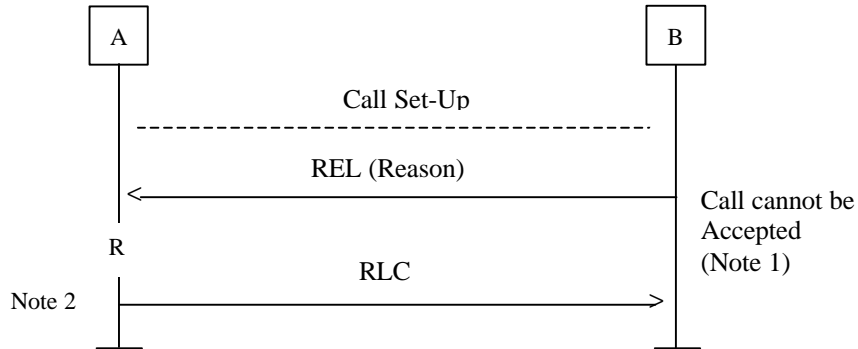 A
B
Call Set-Up
REL (Reason)
Call cannot be
Accepted
(Note 1)
R
RLC
Note 2